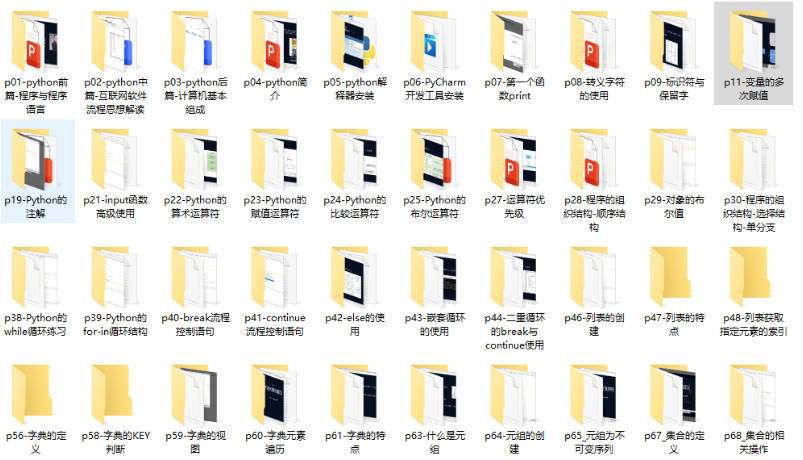 p01-python前
篇-程序与程序
语言
p02-python中
篇-互联网软件
流程思想解读
p03-python后
篇-计算机基本
组成
p04-python简
介
p05-python解
释器安装
p06-PyCharm
开发工具安装
p07-第一个函
数print
p08-转义字符
的使用
p09-标识符与
保留字
p11-变量的多
次赋值
p19-Python的
注解
p21-input函数
高级使用
p22-Python的
算术运算符
p23-Python的
赋值运算符
p24-Python的
比较运算符
p25-Python的
布尔运算符
p27-运算符优
先级
p28-程序的组
织结构-顺序结
构
p29-对象的布
尔值
p30-程序的组
织结构-选择结
构-单分支
p38-Python的
while循环练习
p39-Python的
for-in循环结构
p40-break流程
控制语句
p41-continue
流程控制语句
p42-else的使
用
p43-嵌套循环
的使用
p44-二重循环
的break与
continue使用
p46-列表的创
建
p47-列表的特
点
p48-列表获取
指定元素的索引
p56-字典的定
义
p58-字典的KEY
判断
p59-字典的视
图
p60-字典元素
遍历
p61-字典的特
点
p63-什么是元
组
p64-元组的创
建
p65_元组为不
可变序列
p67_集合的定
义
p68_集合的相
关操作